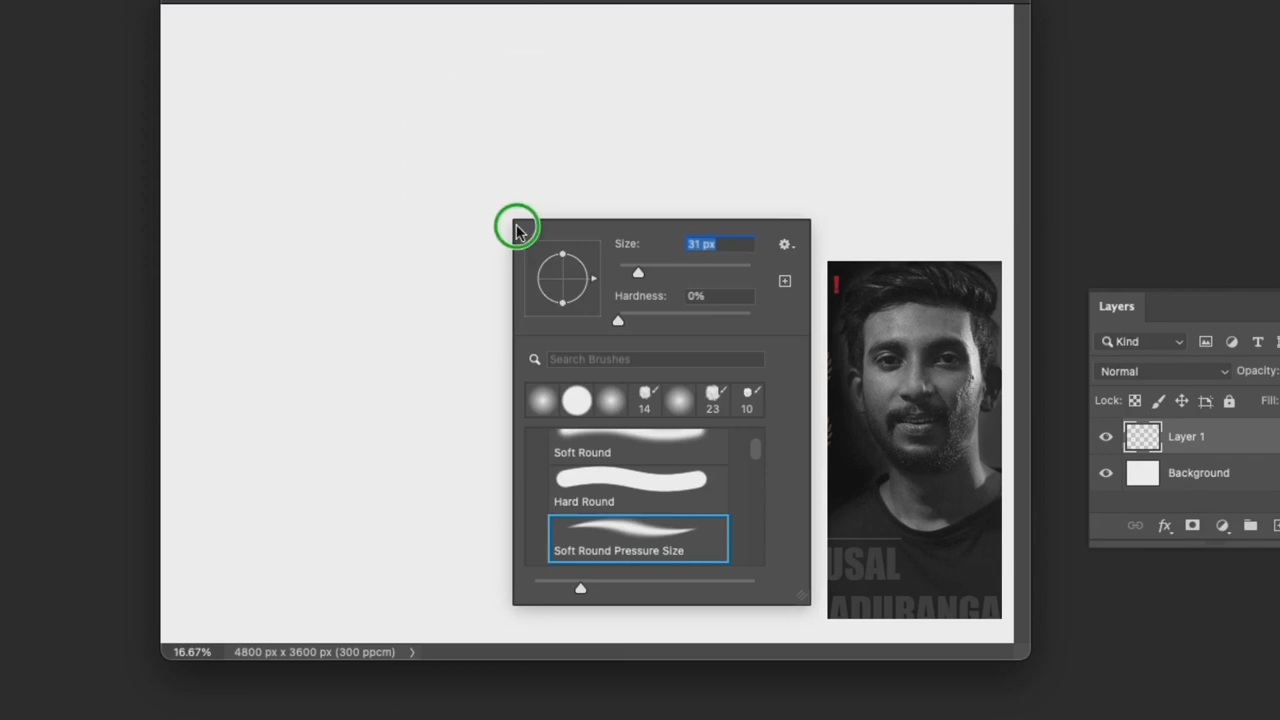 Size:
31 px
Hardness:
0%
Search Brushes
14
23
10
Soft Round
Hard Round
Soft Round Pressure Size
!
USAL
ADURANGA
Layers
Kind
T
Normal
Opacity:
Lock:
Fill:
Layer 1
Background
fx
16.67%
4800 px x 3600 px (300 ppcm)